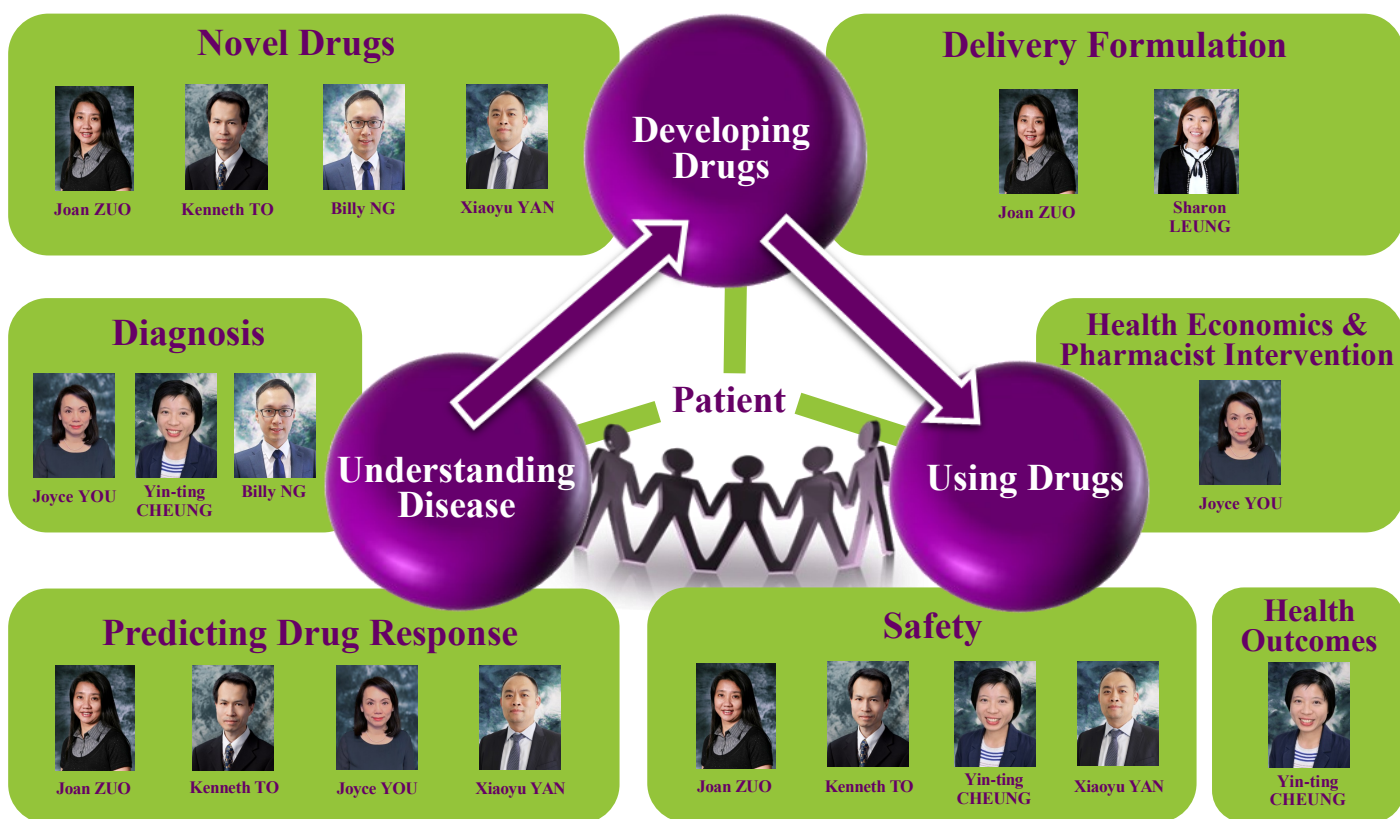 Novel Drugs
Joan ZUO
Kenneth TO
Billy NG
Xiaoyu YAN
Developing
Drugs
Delivery Formulation
Joan ZUO
Sharon
LEUNG
Diagnosis
Joyce YOU
Yin-ting
CHEUNG
Billy NG
Understanding
Disease
Patient
Using Drugs
Health Economics &
Pharmacist Intervention
Joyce YOU
Predicting Drug Response
Joan ZUO
Kenneth TO
Joyce YOU
Xiaoyu YAN
Safety
Joan ZUO
Kenneth TO
Yin-ting
CHEUNG
Xiaoyu YAN
Health
Outcomes
Yin-ting
CHEUNG